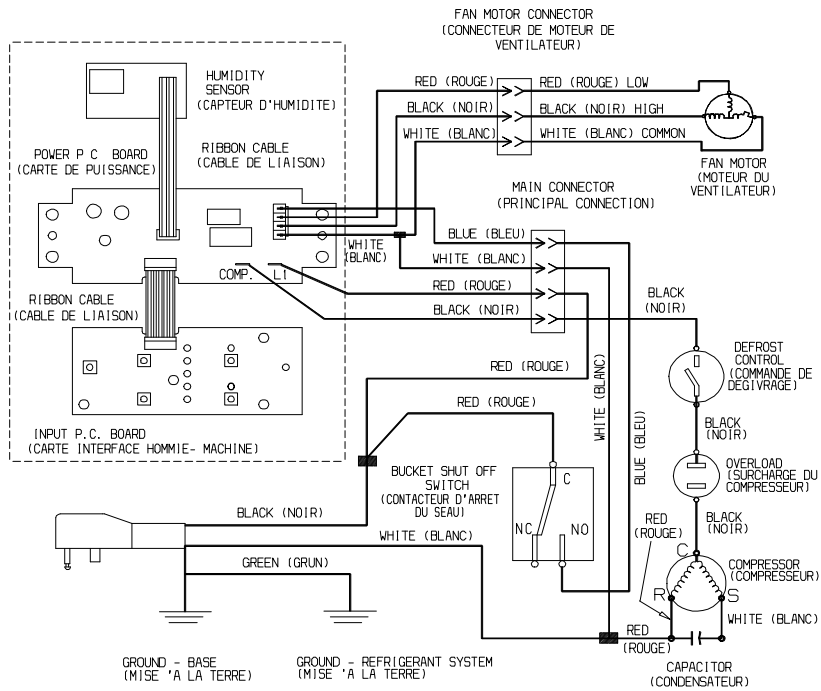 FAN MOTOR CONNECTOR
(CONNECTEUR DE MOTEUR DE
VENTILATEUR)
HUMIDITY
SENSOR
(CAPTEUR D'HUMIDITE)
RED (ROUGE)
RED (ROUGE) LOW
BLACK (NOIR)
BLACK (NOIR) HIGH
WHITE (BLANC)
WHITE (BLANC) COMMON
FAN MOTOR
(MOTEUR DU
VENTILATEUR)
POWER P C BOARD
(CARTE DE PUISSANCE)
RIBBON CABLE
(CABLE DE LIAISON)
MAIN CONNECTOR
(PRINCIPAL CONNECTION)
BLUE (BLEU)
WHITE
(BLANC)
WHITE (BLANC)
COMP.
L1
RED (ROUGE)
BLACK (NOIR)
BLACK
(NOIR)
RIBBON CABLE
(CABLE DE LIAISON)
DEFROST
CONTROL
(COMMANDE DE
DEGIVRAGE)
RED (ROUGE)
WHITE (BLANC)
BLUE (BLEU)
RED (ROUGE)
BLACK
(NOIR)
INPUT P.C. BOARD
(CARTE INTERFACE HOMMIE- MACHINE)
BUCKET SHUT OFF
SWITCH
(CONTACTEUR D'ARRET
DU SEAU)
C
NC
NO
OVERLOAD
(SURCHARGE DU
COMPRESSEUR)
BLACK
(NOIR)
RED
(ROUGE)
BLACK (NOIR)
WHITE (BLANC)
GREEN (GRUN)
C
R
S
COMPRESSOR
(COMPRESSEUR)
WHITE (BLANC)
RED
(ROUGE)
CAPACITOR
(CONDENSATEUR)
GROUND - BASE
(MISE 'A LA TERRE)
GROUND - REFRIGERANT SYSTEM
(MISE 'A LA TERRE)